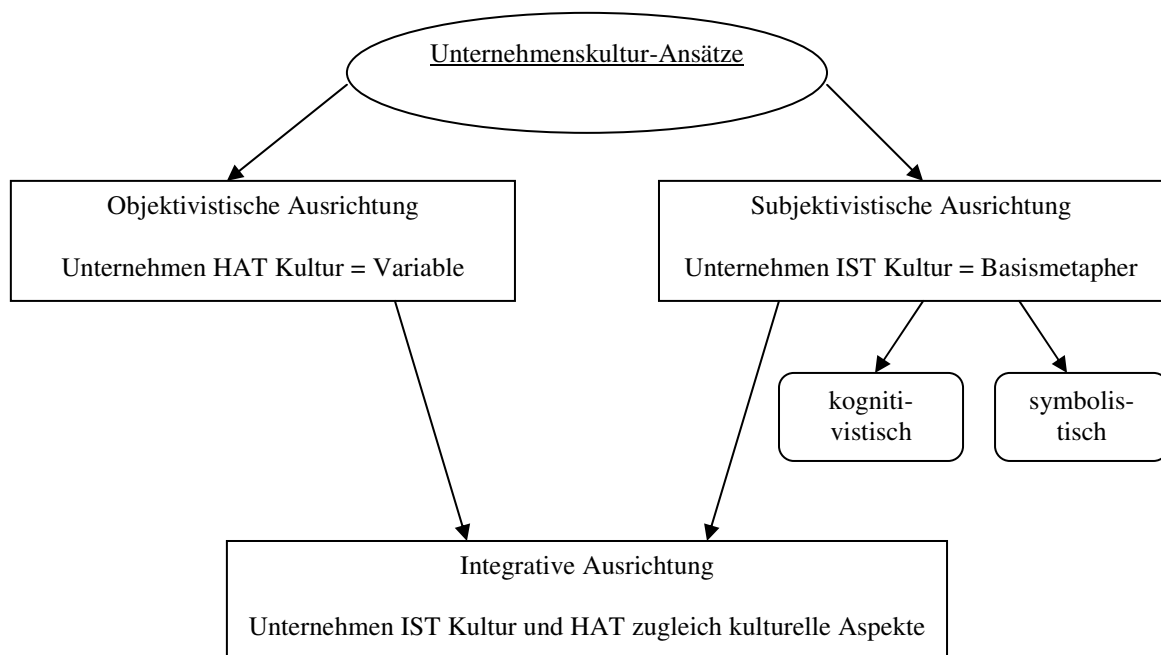 Unternehmenskultur-Ansätze
Objektivistische Ausrichtung
Unternehmen HAT Kultur = Variable
Subjektivistische Ausrichtung
Unternehmen IST Kultur = Basismetapher
kogniti-
vistisch
symbolis-
tisch
Integrative Ausrichtung
Unternehmen IST Kultur und HAT zugleich kulturelle Aspekte